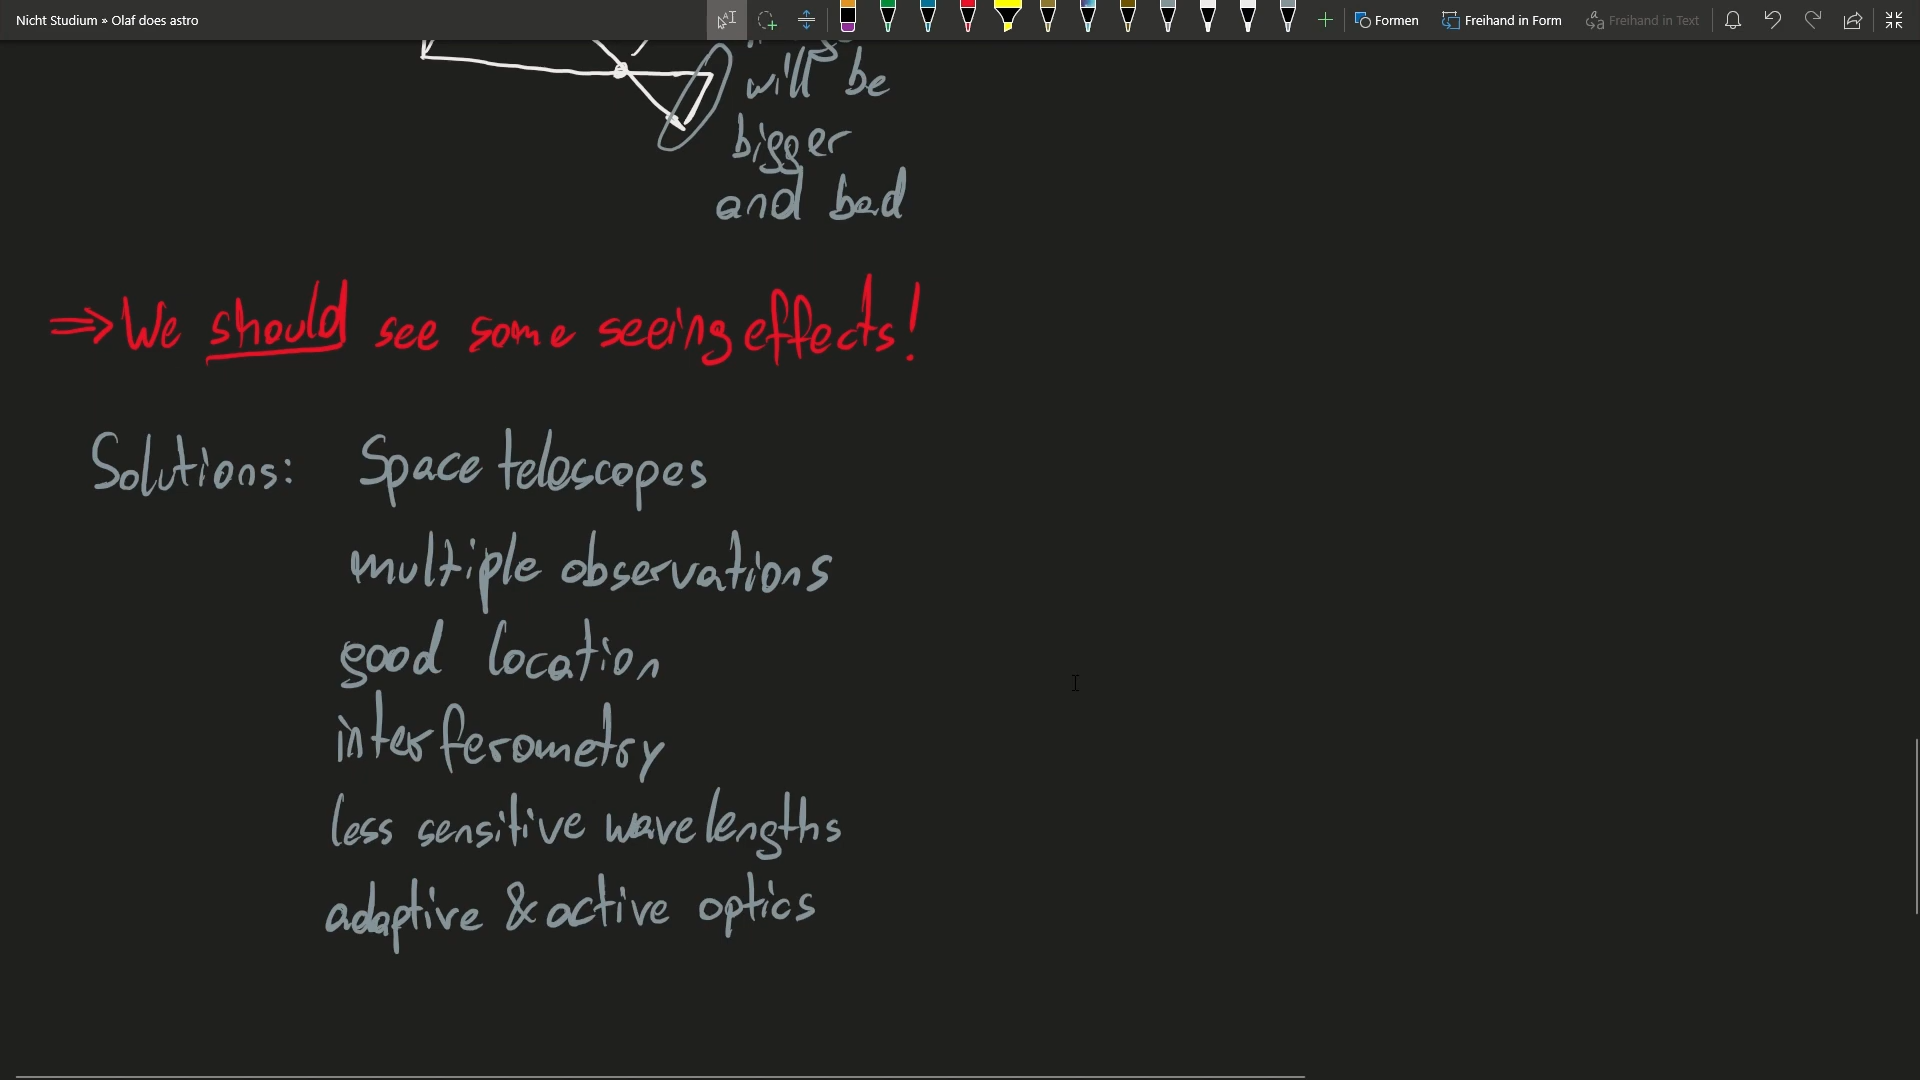 Nicht Studium » Olaf does astro
Formen
Freihand in Form
Freihand in Text
will be
bigger
and bad
⇒ We should see some seeing effects!
Solutions: Space telescopes
multiple observations
good location
interferometry
less sensitive wavelengths
adaptive & active optics